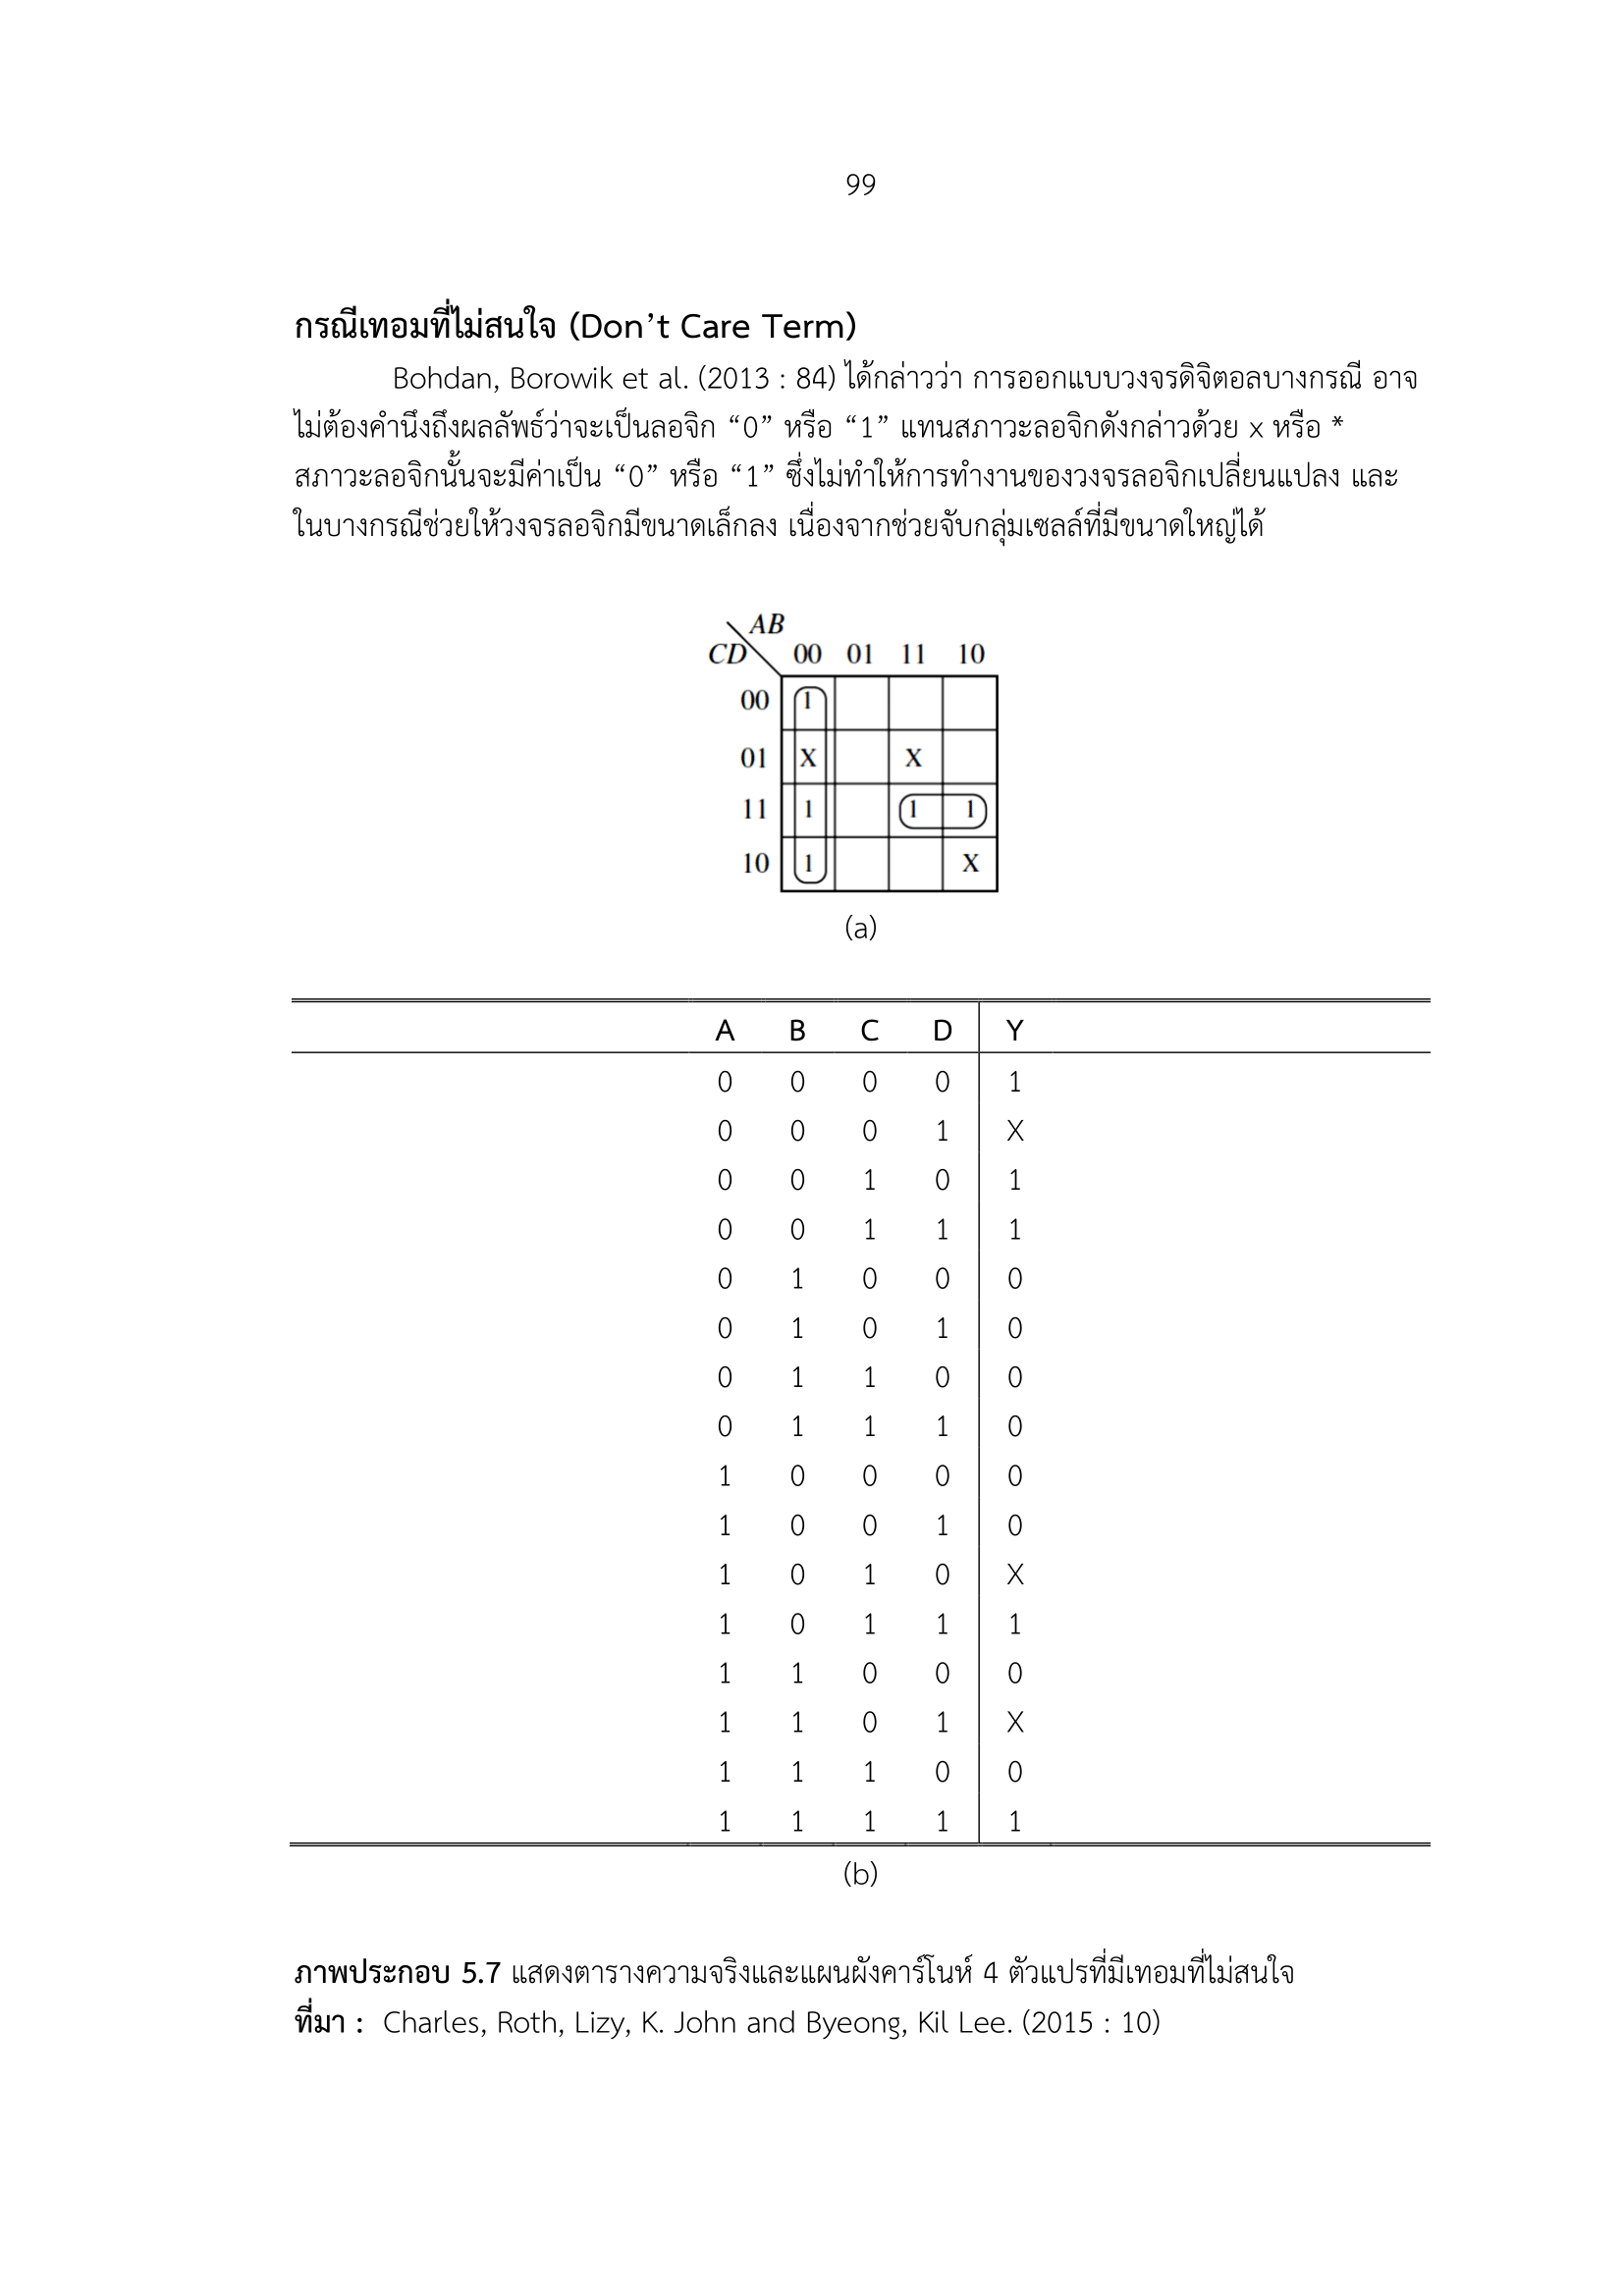 99
กรณีเทอมที่ไม่สนใจ (Don’t Care Term)
Bohdan, Borowik et al. (2013 : 84) ได้กล่าวว่า การออกแบบวงจรดิจิตอลบางกรณี อาจ
ไม่ต้องคำนึงถึงผลลัพธ์ว่าจะเป็นลอจิก “0” หรือ “1” แทนสภาวะลอจิกดังกล่าวด้วย x หรือ *
สภาวะลอจิกนั้นจะมีค่าเป็น “0” หรือ “1” ซึ่งไม่ทำให้การทำงานของวงจรลอจิกเปลี่ยนแปลง และ
ในบางกรณีช่วยให้วงจรลอจิกมีขนาดเล็กลง เนื่องจากช่วยจับกลุ่มเซลล์ที่มีขนาดใหญ่ได้
AB
CD 00 01 11 10
00 1
01 X X
11 1 1 1
10 1 X
(a)
A B C D Y
0 0 0 0 1
0 0 0 1 X
0 0 1 0 1
0 0 1 1 1
0 1 0 0 0
0 1 0 1 0
0 1 1 0 0
0 1 1 1 0
1 0 0 0 0
1 0 0 1 0
1 0 1 0 X
1 0 1 1 1
1 1 0 0 0
1 1 0 1 X
1 1 1 0 0
1 1 1 1 1
(b)
ภาพประกอบ 5.7 แสดงตารางความจริงและแผนผังคาร์โนห์ 4 ตัวแปรที่มีเทอมที่ไม่สนใจ
ที่มา : Charles, Roth, Lizy, K. John and Byeong, Kil Lee. (2015 : 10)